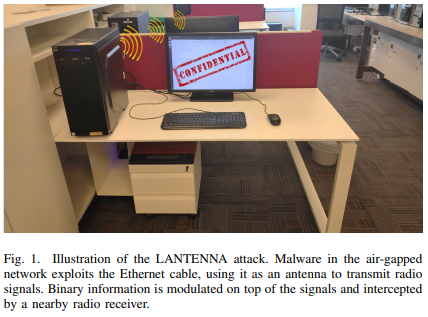 CONFIDENTIAL
Fig. 1. Illustration of the LANTENNA attack. Malware in the air-gapped
network exploits the Ethernet cable, using it as an antenna to transmit radio
signals. Binary information is modulated on top of the signals and intercepted
by a nearby radio receiver.